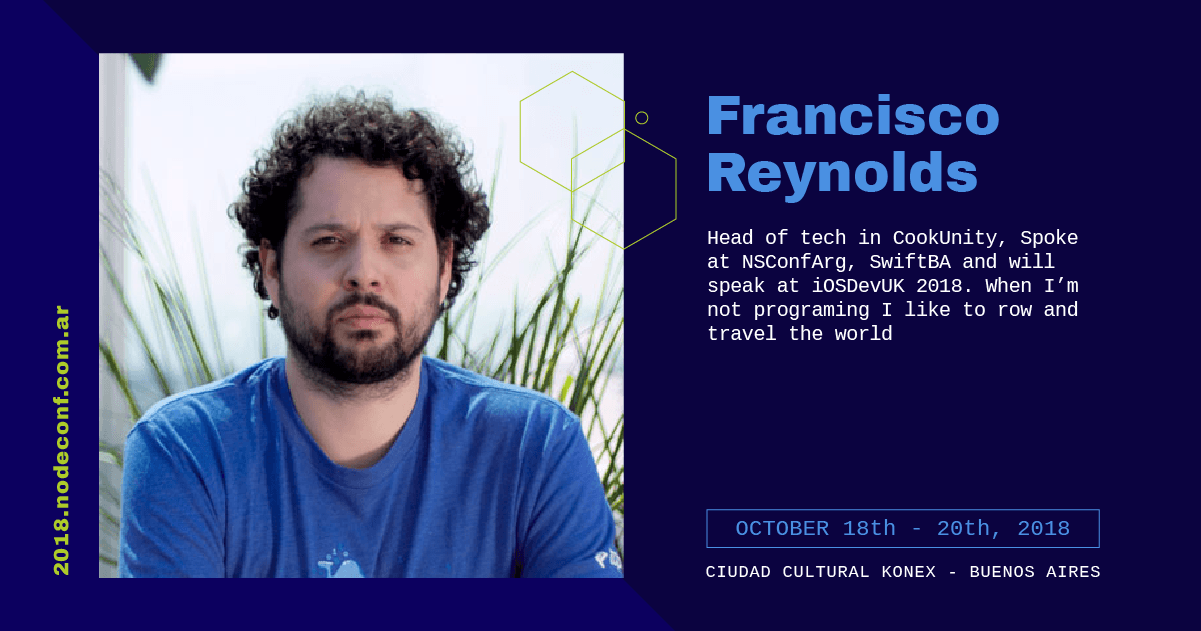 Francisco
Reynolds
Head of tech in CookUnity, Spoke
at NSConfArg, SwiftBA and will
speak at iOSDevUK 2018. When I’m
not programing I like to row and
travel the world
OCTOBER 18th - 20th, 2018
CIUDAD CULTURAL KONEX - BUENOS AIRES
2018.nodeconf.com.ar